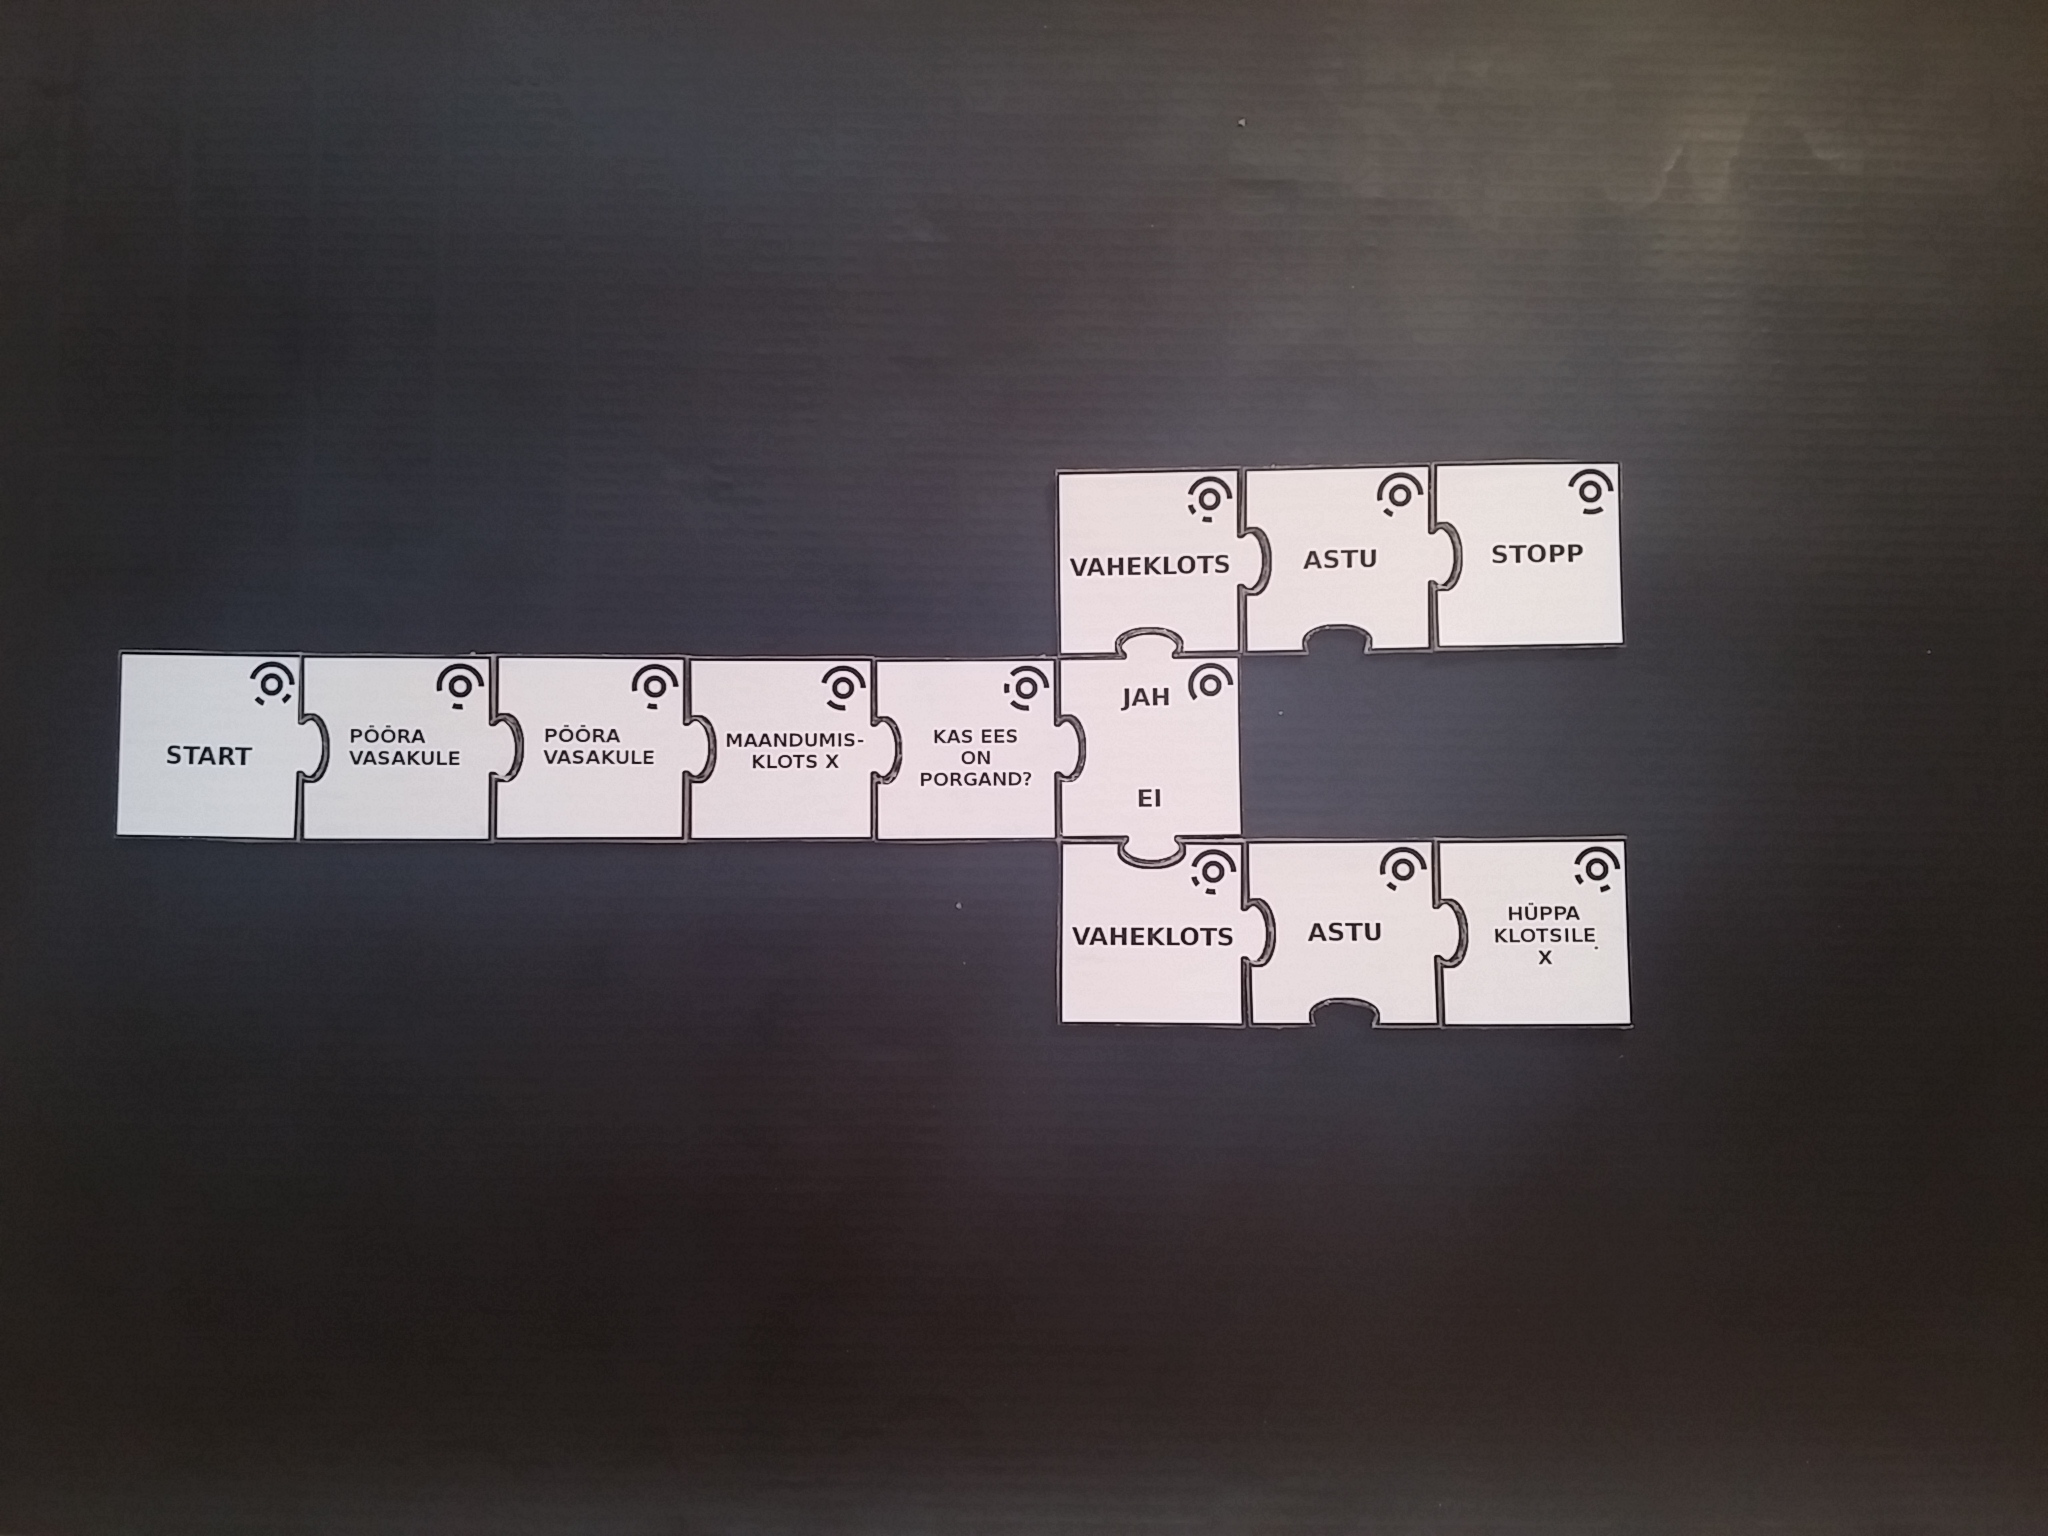 START
PÖÖRA
VASAKULE
PÖÖRA
VASAKULE
MAANDUMIS-
KLOTS X
KAS EES
ON
PORGAND?
JAH
EI
VAHEKLOTS
ASTU
STOPP
VAHEKLOTS
ASTU
HÜPPA
KLOTSILE
X